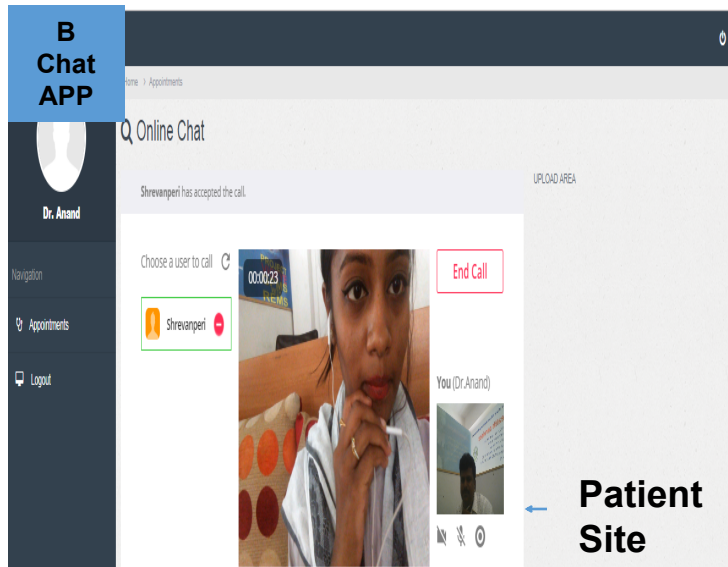 B
Chat
APP
Home > Appointments
Online Chat
UPLOAD AREA
Shrevanperi has accepted the call.
Dr. Anand
Choose a user to call
00:00:23
End Call
Navigation
Shrevanperi
Appointments
You (Dr.Anand)
Logout
Patient
Site